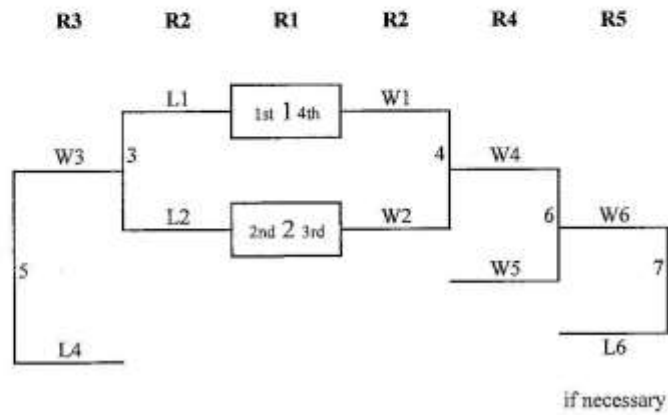 R3 R2 R1 R2 R4 R5
L1 1st 1 4th W1
W3 3 4 W4
L2 2nd 2 3rd W2 6 W6
5 W5 7
L4 L6
if necessary